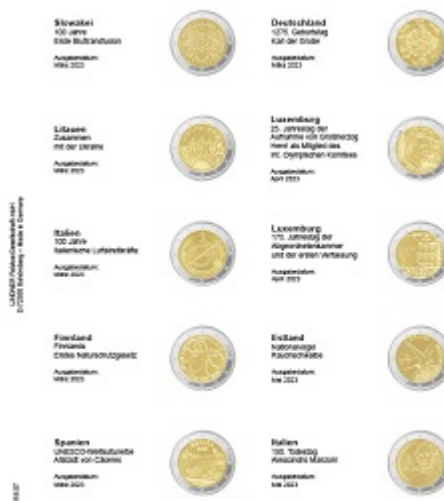 Slowakei
100 Jahre
Erste Bluttransfusion
Ausgabedatum:
März 2023
Deutschland
1275. Geburtstag
Karl der Große
Ausgabedatum:
März 2023
Litauen
Zusammen
mit der Ukraine
Ausgabedatum:
März 2023
Luxemburg
25. Jahrestag der
Aufnahme von Großherzog
Henri als Mitglied des
Int. Olympischen Komitees
Ausgabedatum:
April 2023
Italien
100 Jahre
Italienische Luftstreitkräfte
Ausgabedatum:
März 2023
Luxemburg
175. Jahrestag der
Abgeordnetenkammer
und der ersten Verfassung
Ausgabedatum:
April 2023
Finnland
Finnlands
Erstes Naturschutzgesetz
Ausgabedatum:
März 2023
Estland
Nationalvogel
Rauchschwalbe
Ausgabedatum:
Mai 2023
Spanien
UNESCO-Weltkulturerbe
Altstadt von Cáceres
Ausgabedatum:
März 2023
Italien
150. Todestag
Alessandro Manzoni
Ausgabedatum:
Mai 2023